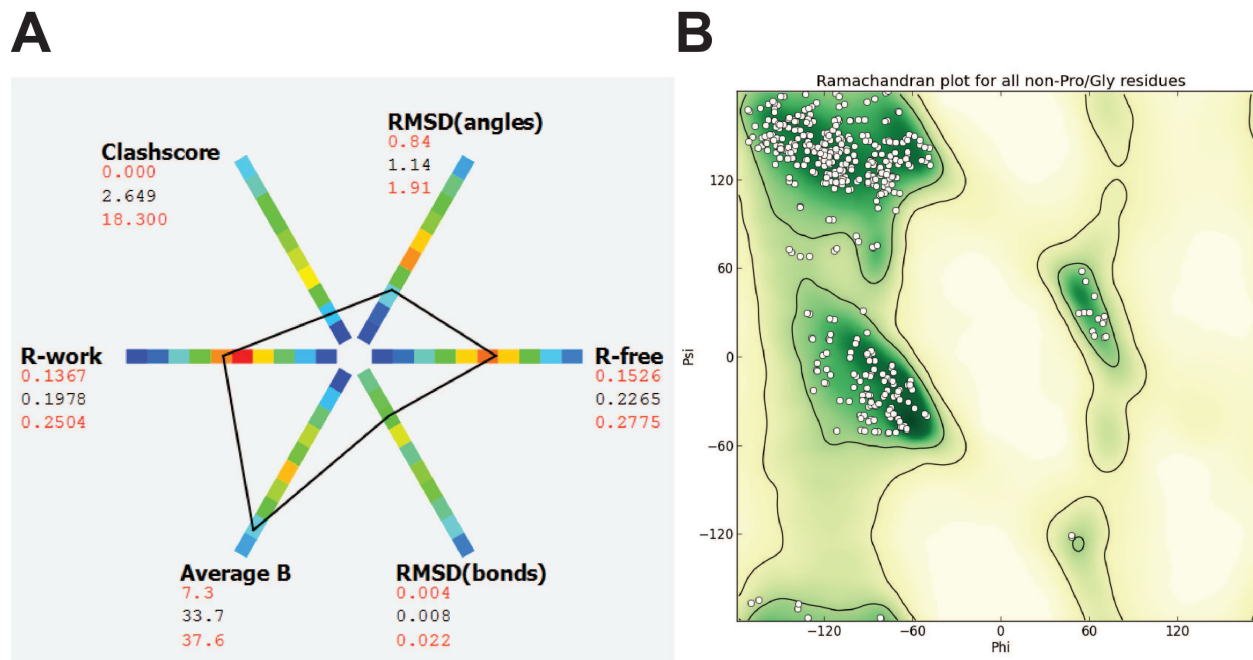 A
B
RMSD(angles)
0.84
1.14
1.91
Clashscore
0.000
2.649
18.300
R-work
0.1367
0.1978
0.2504
R-free
0.1526
0.2265
0.2775
Average B
7.3
33.7
37.6
RMSD(bonds)
0.004
0.008
0.022
Ramachandran plot for all non-Pro/Gly residues
Psi
120
60
0
−60
−120
−120
−60
0
60
120
Phi